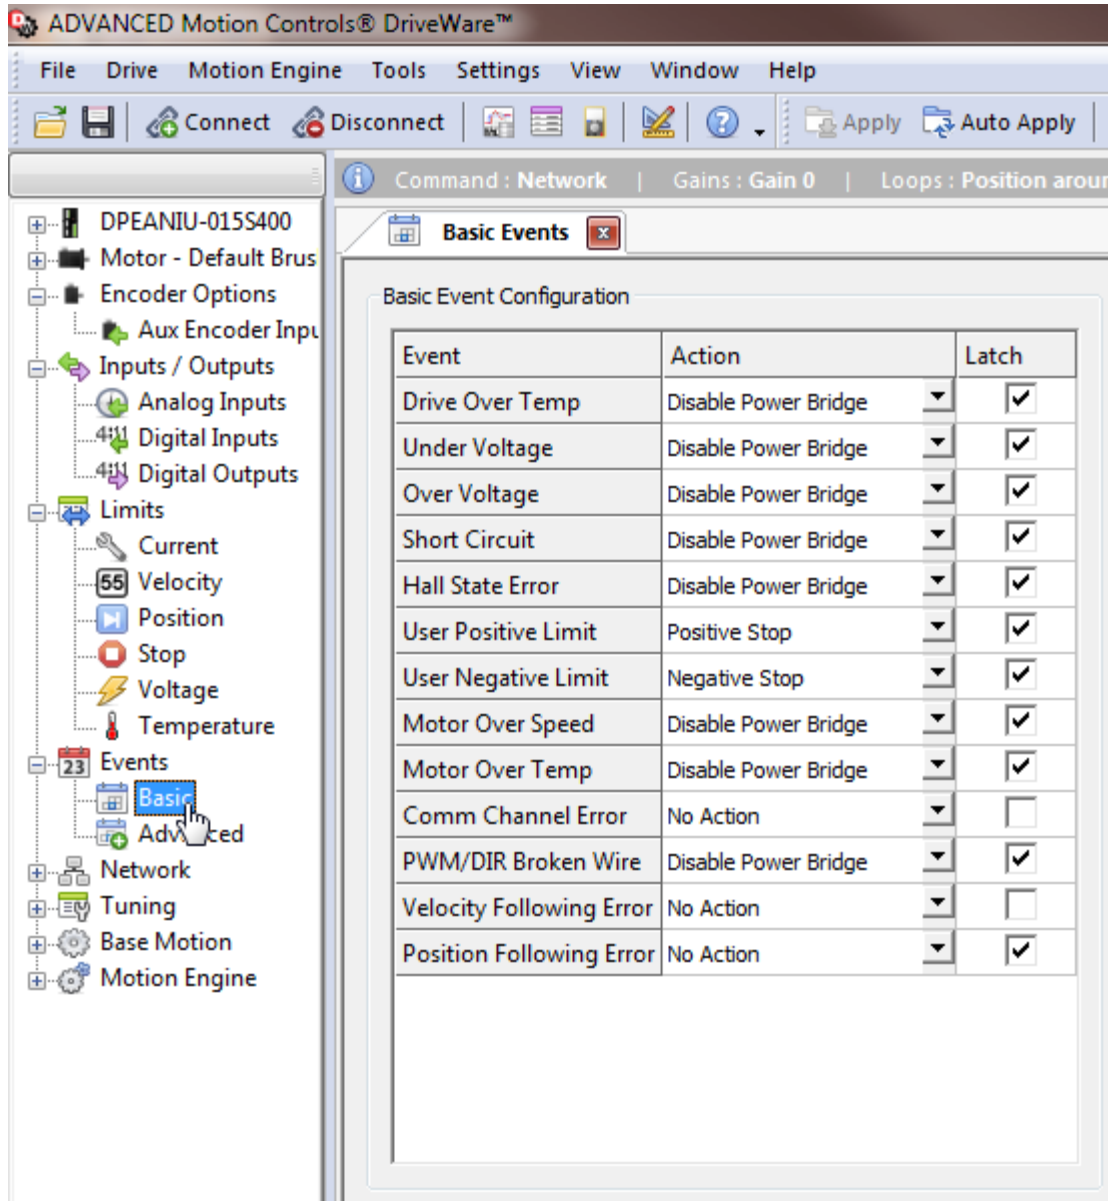 ADVANCED Motion Controls® DriveWare™
File Drive Motion Engine Tools Settings View Window Help
Connect Disconnect Apply Auto Apply
Command : Network | Gains : Gain 0 | Loops : Position aroun
DPEANIU-015S400
Motor - Default Brus
Encoder Options
Aux Encoder Inpu
Inputs / Outputs
Analog Inputs
Digital Inputs
Digital Outputs
Limits
Current
55 Velocity
Position
Stop
Voltage
Temperature
23 Events
Basic
Advanced
Network
Tuning
Base Motion
Motion Engine
Basic Events x
Basic Event Configuration
Event Action Latch
Drive Over Temp Disable Power Bridge
Under Voltage Disable Power Bridge
Over Voltage Disable Power Bridge
Short Circuit Disable Power Bridge
Hall State Error Disable Power Bridge
User Positive Limit Positive Stop
User Negative Limit Negative Stop
Motor Over Speed Disable Power Bridge
Motor Over Temp Disable Power Bridge
Comm Channel Error No Action
PWM/DIR Broken Wire Disable Power Bridge
Velocity Following Error No Action
Position Following Error No Action